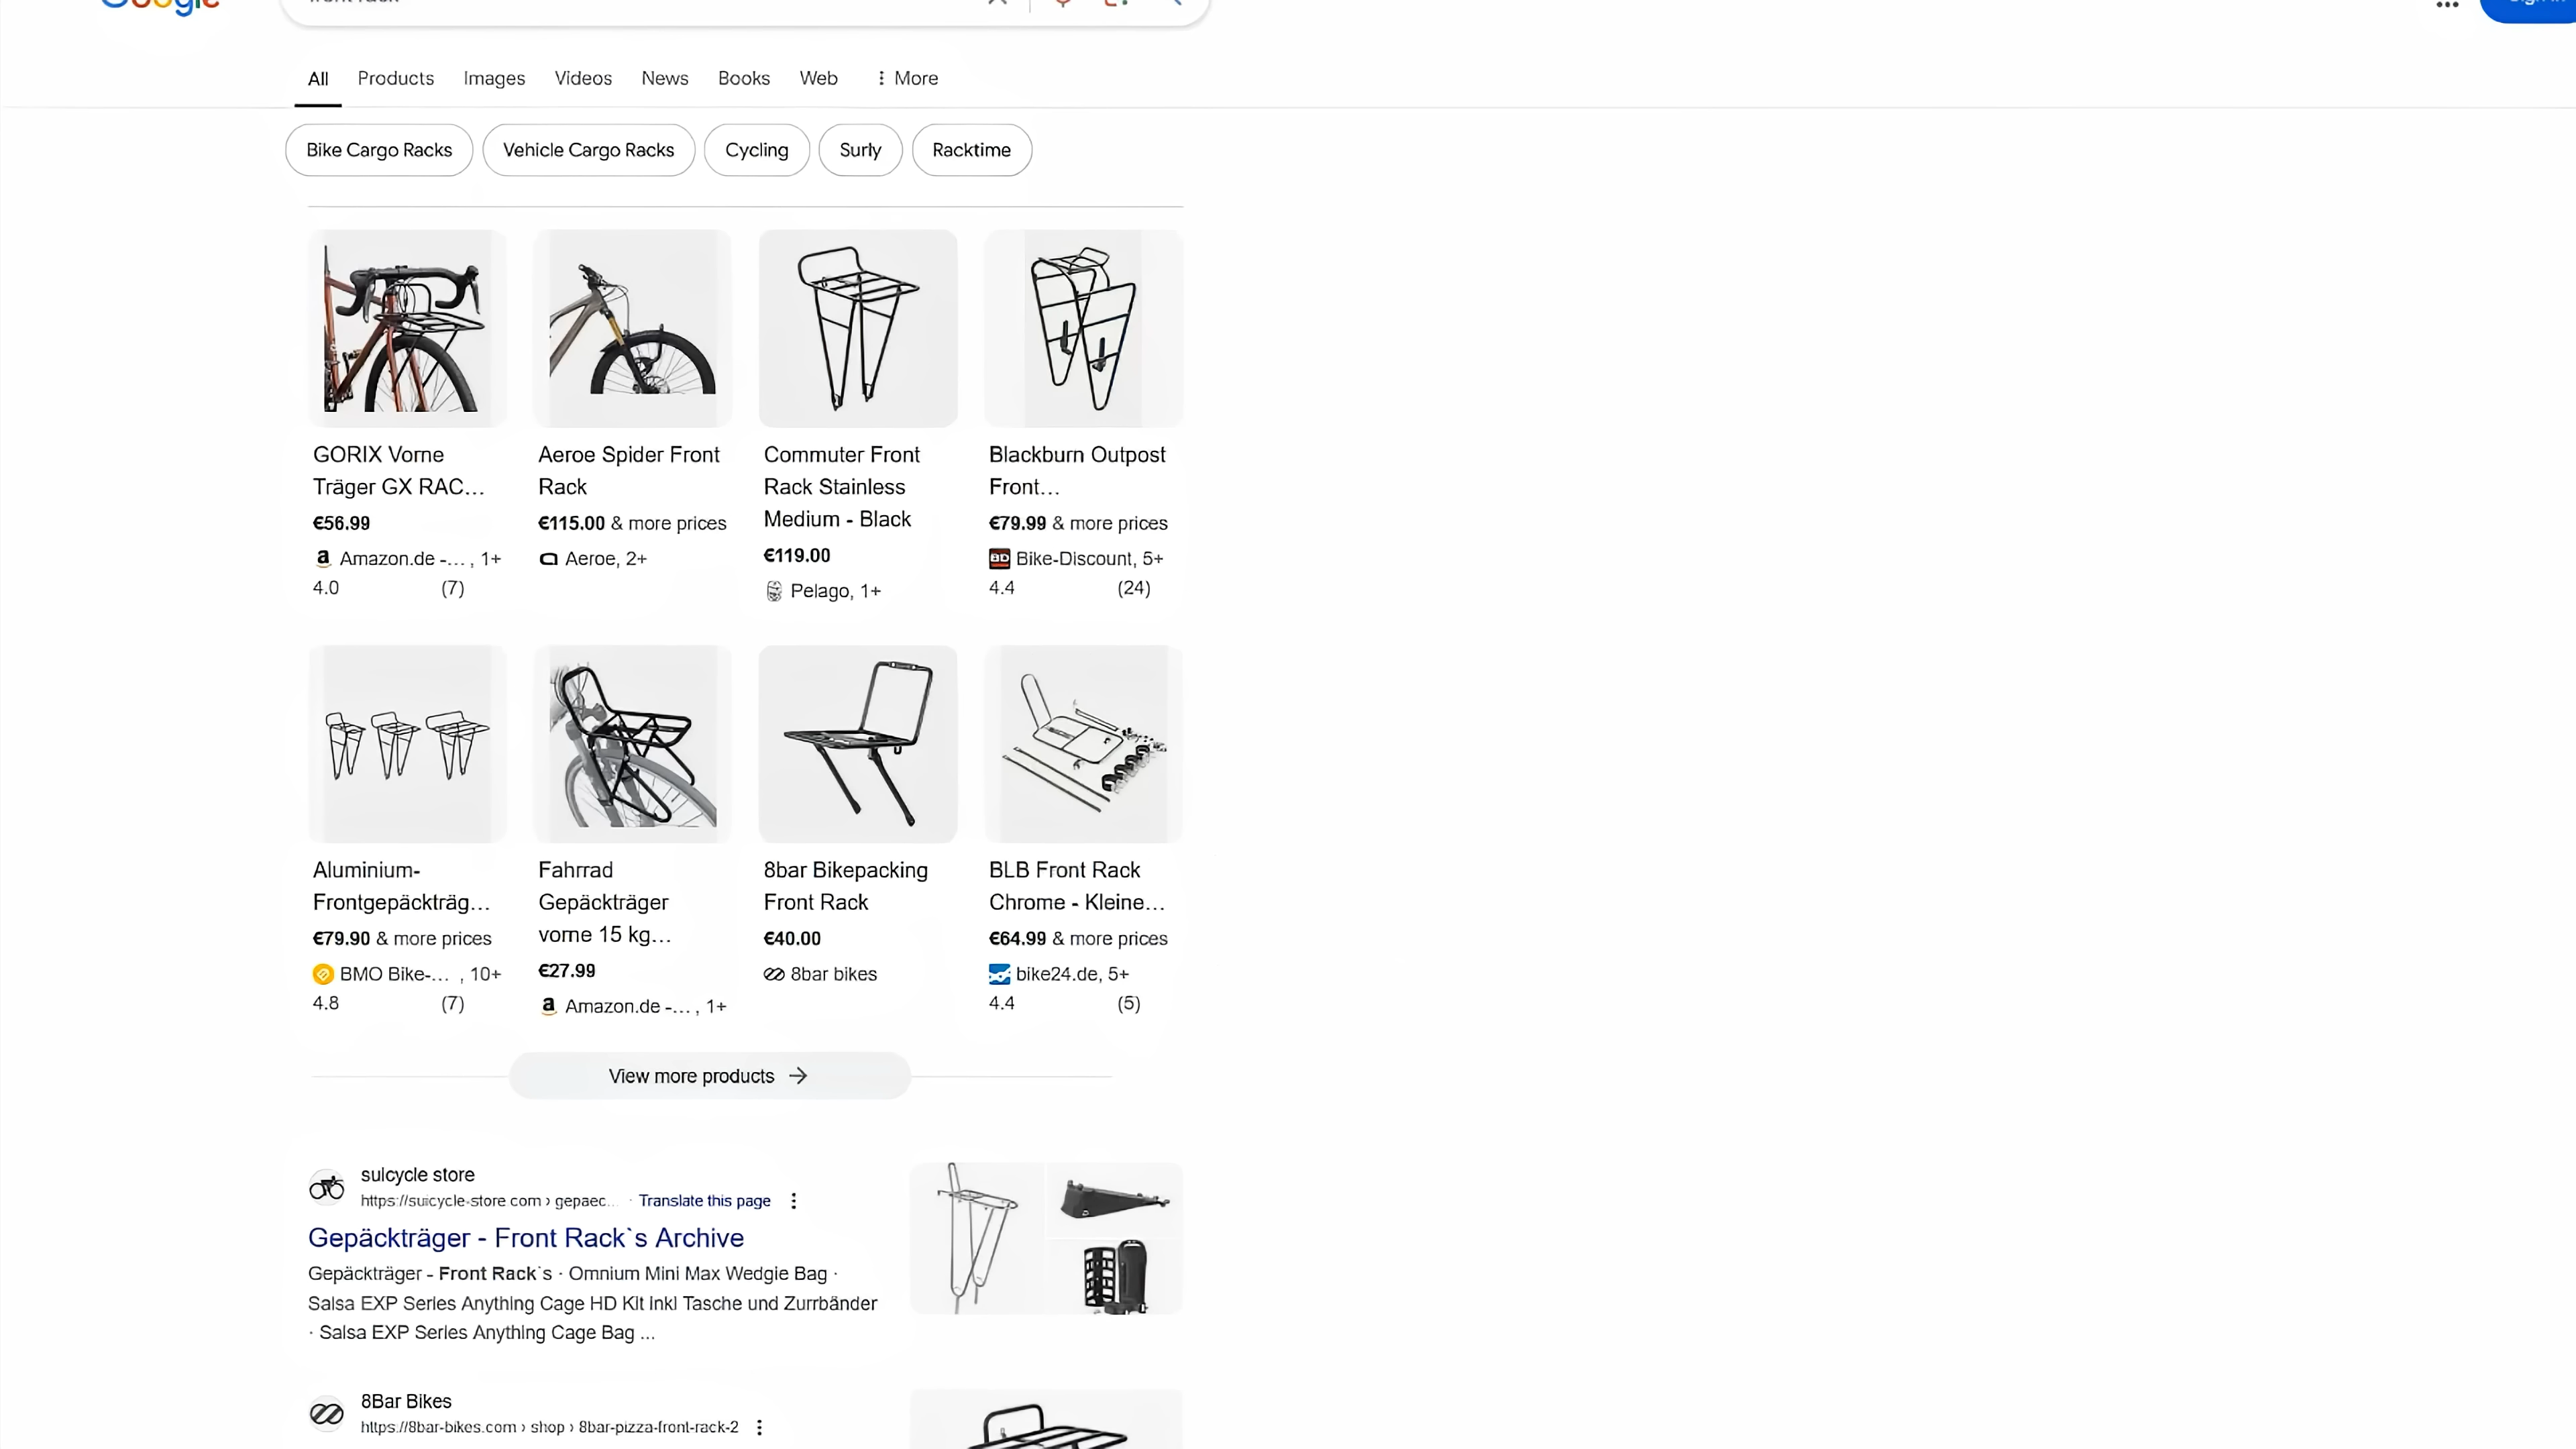 All Products Images Videos News Books Web More
Bike Cargo Racks Vehicle Cargo Racks Cycling Surly Racktime
GORIX Vorne
Träger GX RAC...
€56.99
Amazon.de -... , 1+
4.0 (7)
Aeroe Spider Front
Rack
€115.00 & more prices
Aeroe, 2+
Commuter Front
Rack Stainless
Medium - Black
€119.00
Pelago, 1+
Blackburn Outpost
Front...
€79.99 & more prices
Bike-Discount, 5+
4.4 (24)
Aluminium-
Frontgepäckträg...
€79.90 & more prices
BMO Bike-... , 10+
4.8 (7)
Fahrrad
Gepäckträger
vorne 15 kg...
€27.99
Amazon.de -... , 1+
8bar Bikepacking
Front Rack
€40.00
8bar bikes
BLB Front Rack
Chrome - Kleine...
€64.99 & more prices
bike24.de, 5+
4.4 (5)
View more products
suicycle store
https://suicycle-store.com › gepaec... · Translate this page
Gepäckträger - Front Rack`s Archive
Gepäckträger - Front Rack`s · Omnium Mini Max Wedgie Bag ·
Salsa EXP Series Anything Cage HD Kit inkl Tasche und Zurrbänder
· Salsa EXP Series Anything Cage Bag ...
8Bar Bikes
https://8bar-bikes.com › shop › 8bar-pizza-front-rack-2